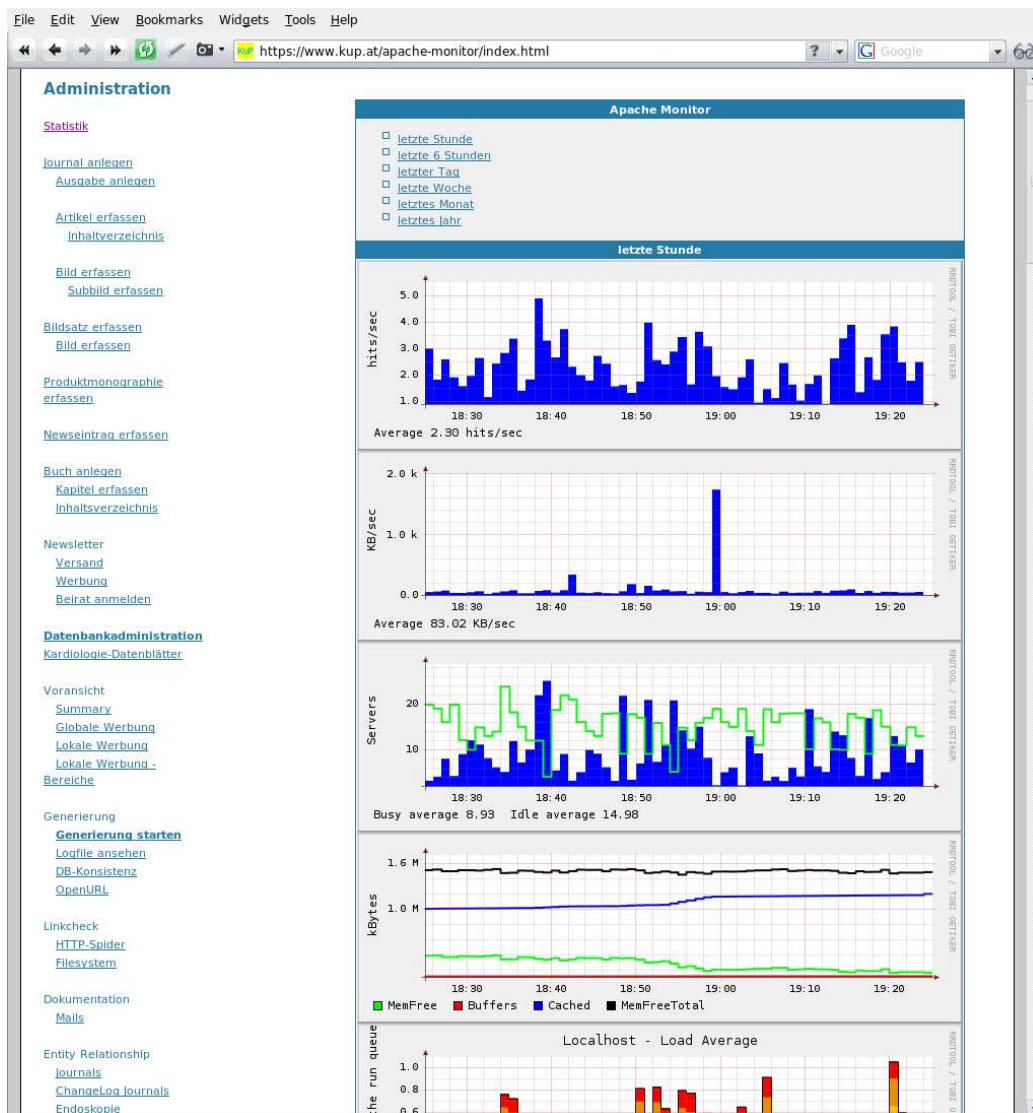 File Edit View Bookmarks Widgets Tools Help
https://www.kup.at/apache-monitor/index.html
? G Google
Administration
Statistik
Journal anlegen
Ausgabe anlegen
Artikel erfassen
Inhaltverzeichnis
Bild erfassen
Subbild erfassen
Bildsatz erfassen
Bild erfassen
Produktmonographie
erfassen
Newseintrag erfassen
Buch anlegen
Kapitel erfassen
Inhaltsverzeichnis
Newsletter
Versand
Werbung
Beirat anmelden
Datenbankadministration
Kardiologie-Datenblätter
Voransicht
Summary
Globale Werbung
Lokale Werbung
Lokale Werbung -
Bereiche
Generierung
Generierung starten
Logfile ansehen
DB-Konsistenz
OpenURL
Linkcheck
HTTP-Spider
Filesystem
Dokumentation
Mails
Entity Relationship
Journals
ChangeLog Journals
Endoskopie
Apache Monitor
letzte Stunde
letzte 6 Stunden
letzter Tag
letzte Woche
letztes Monat
letztes Jahr
letzte Stunde
hits/sec
5.0
4.0
3.0
2.0
1.0
18:30 18:40 18:50 19:00 19:10 19:20
Average 2.30 hits/sec
RRDTOOL / TOBI OETIKER
KB/sec
2.0 k
1.0 k
0.0
18:30 18:40 18:50 19:00 19:10 19:20
Average 83.02 KB/sec
RRDTOOL / TOBI OETIKER
Servers
20
10
18:30 18:40 18:50 19:00 19:10 19:20
Busy average 8.93 Idle average 14.98
RRDTOOL / TOBI OETIKER
kBytes
1.6 M
1.0 M
18:30 18:40 18:50 19:00 19:10 19:20
MemFree Buffers Cached MemFreeTotal
RRDTOOL / TOBI OETIKER
Localhost - Load Average
the run queue
1.0
0.8
0.6
RRDTOOL / TOBI